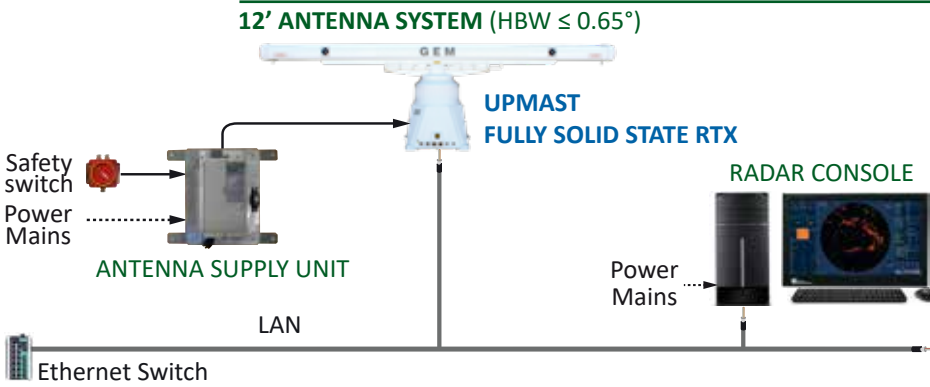 12’ ANTENNA SYSTEM (HBW ≤ 0.65°)
GEM
UPMAST
FULLY SOLID STATE RTX
Safety
switch
Power
Mains
ANTENNA SUPPLY UNIT
RADAR CONSOLE
Power
Mains
LAN
Ethernet Switch